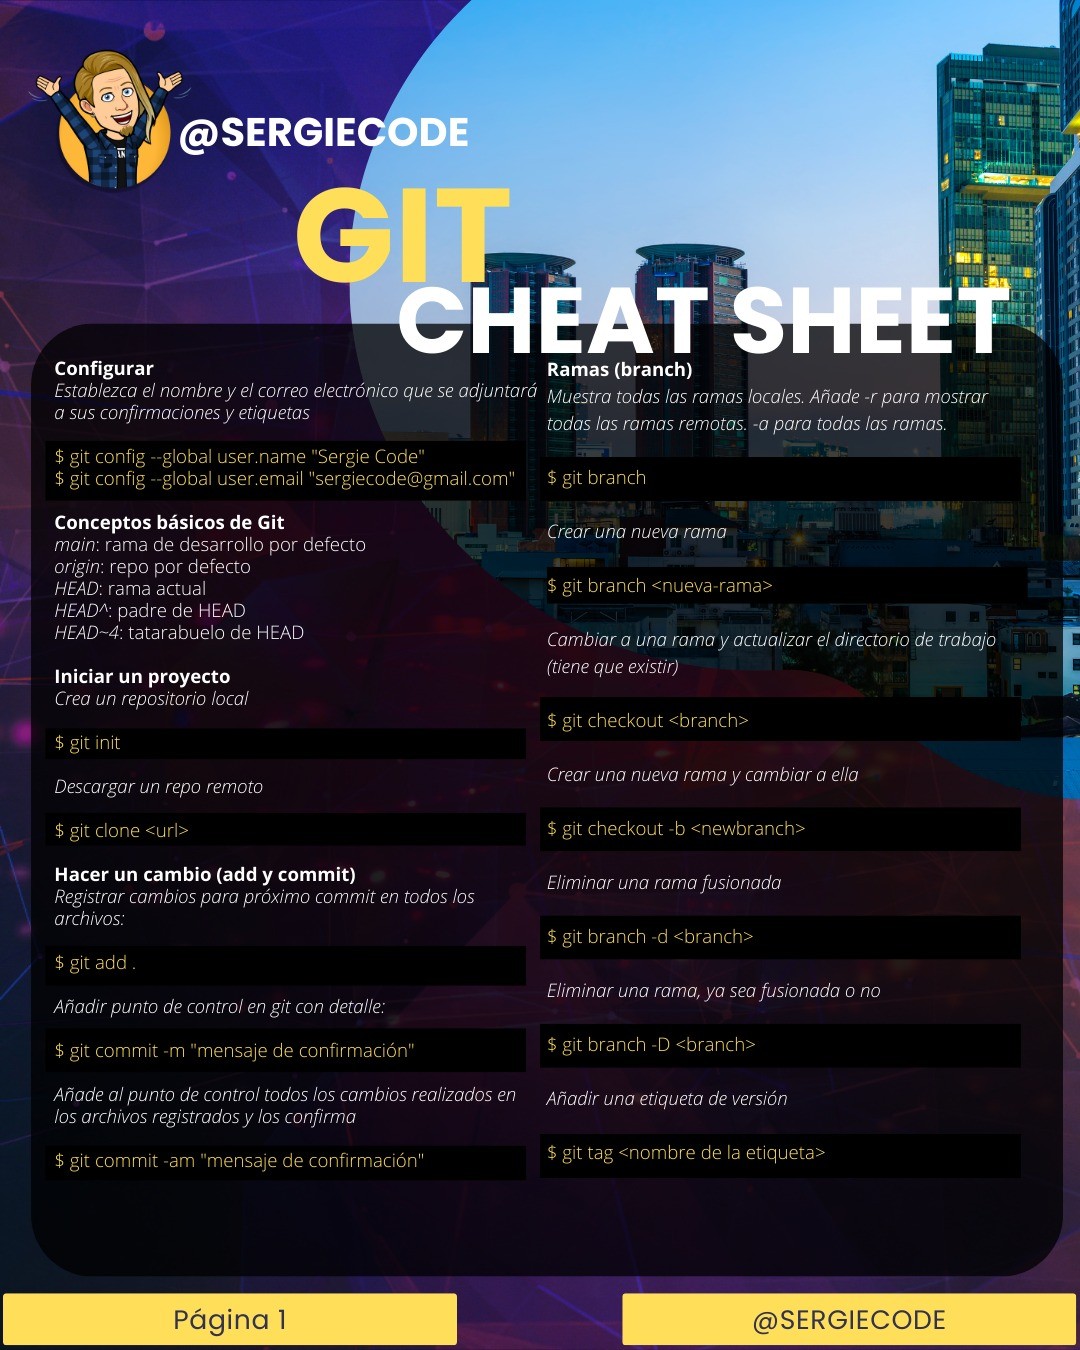 @SERGIECODE
GIT
CHEAT SHEET
Configurar
Establezca el nombre y el correo electrónico que se adjuntará
a sus confirmaciones y etiquetas
$ git config --global user.name "Sergie Code"
$ git config --global user.email "sergiecode@gmail.com"
Conceptos básicos de Git
main: rama de desarrollo por defecto
origin: repo por defecto
HEAD: rama actual
HEAD^: padre de HEAD
HEAD~4: tatarabuelo de HEAD
Iniciar un proyecto
Crea un repositorio local
$ git init
Descargar un repo remoto
$ git clone <url>
Hacer un cambio (add y commit)
Registrar cambios para próximo commit en todos los
archivos:
$ git add .
Añadir punto de control en git con detalle:
$ git commit -m "mensaje de confirmación"
Añade al punto de control todos los cambios realizados en
los archivos registrados y los confirma
$ git commit -am "mensaje de confirmación"
Ramas (branch)
Muestra todas las ramas locales. Añade -r para mostrar
todas las ramas remotas. -a para todas las ramas.
$ git branch
Crear una nueva rama
$ git branch <nueva-rama>
Cambiar a una rama y actualizar el directorio de trabajo
(tiene que existir)
$ git checkout <branch>
Crear una nueva rama y cambiar a ella
$ git checkout -b <newbranch>
Eliminar una rama fusionada
$ git branch -d <branch>
Eliminar una rama, ya sea fusionada o no
$ git branch -D <branch>
Añadir una etiqueta de versión
$ git tag <nombre de la etiqueta>
Página 1
@SERGIECODE